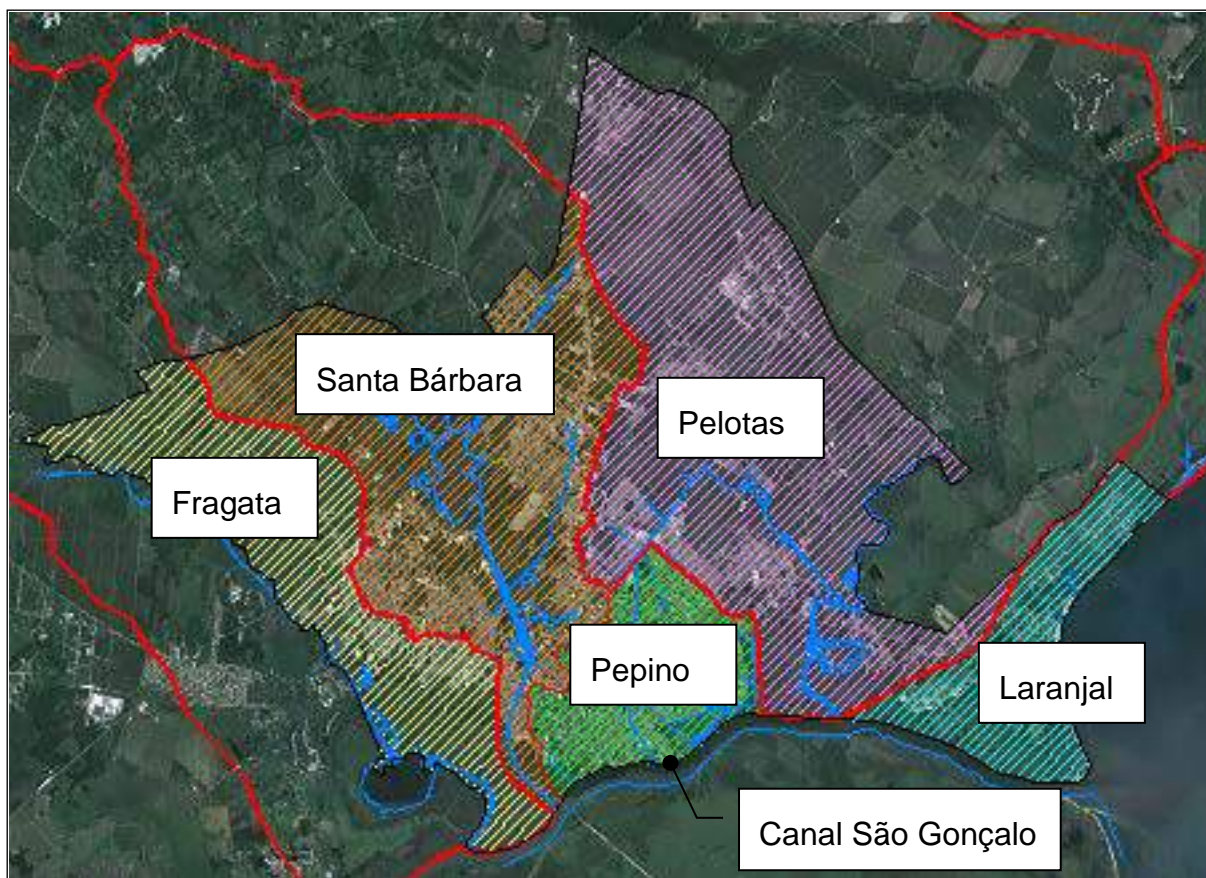 Santa Bárbara
Pelotas
Fragata
Pepino
Laranjal
Canal São Gonçalo